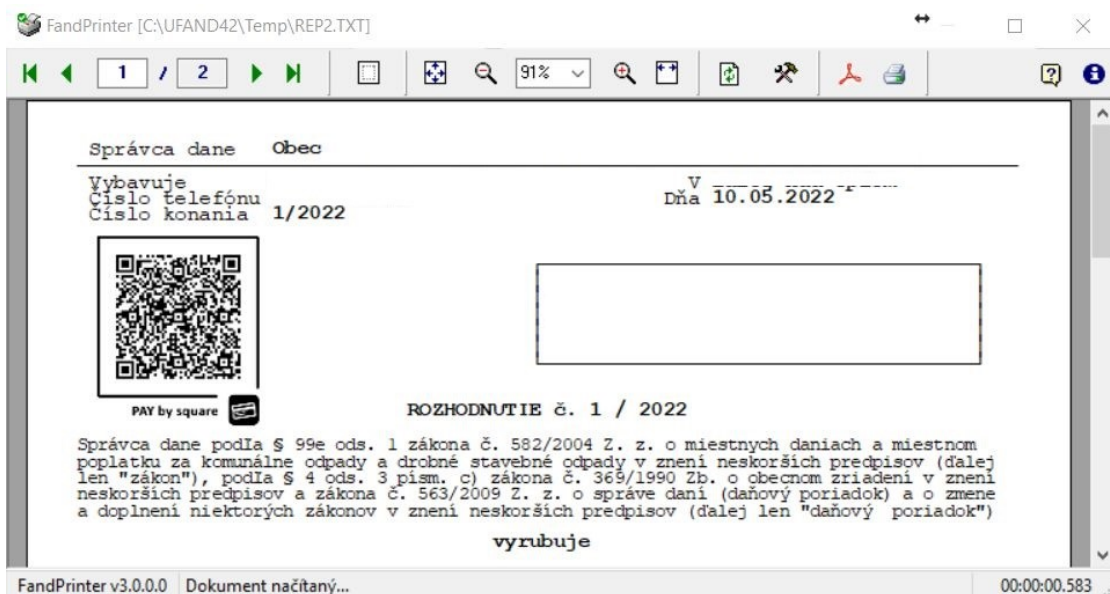 FandPrinter [C:\UFAND42\Temp\REP2.TXT]
1 / 2 91%
Správca dane Obec
Vybavuje V
Číslo telefónu Dňa 10.05.2022
Číslo konania 1/2022
PAY by square
ROZHODNUTIE č. 1 / 2022
Správca dane podIa § 99e ods. 1 zákona č. 582/2004 Z. z. o miestnych daniach a miestnom
poplatku za komunálne odpady a drobné stavebné odpady v znení neskorších predpisov (ďalej
len "zákon"), podIa § 4 ods. 3 písm. c) zákona č. 369/1990 Zb. o obecnom zriadení v znení
neskorších predpisov a zákona č. 563/2009 Z. z. o správe daní (daňový poriadok) a o zmene
a doplnení niektorých zákonov v znení neskorších predpisov (ďalej len "daňový poriadok")
vyrubuje
FandPrinter v3.0.0.0 Dokument načítaný... 00:00:00.583